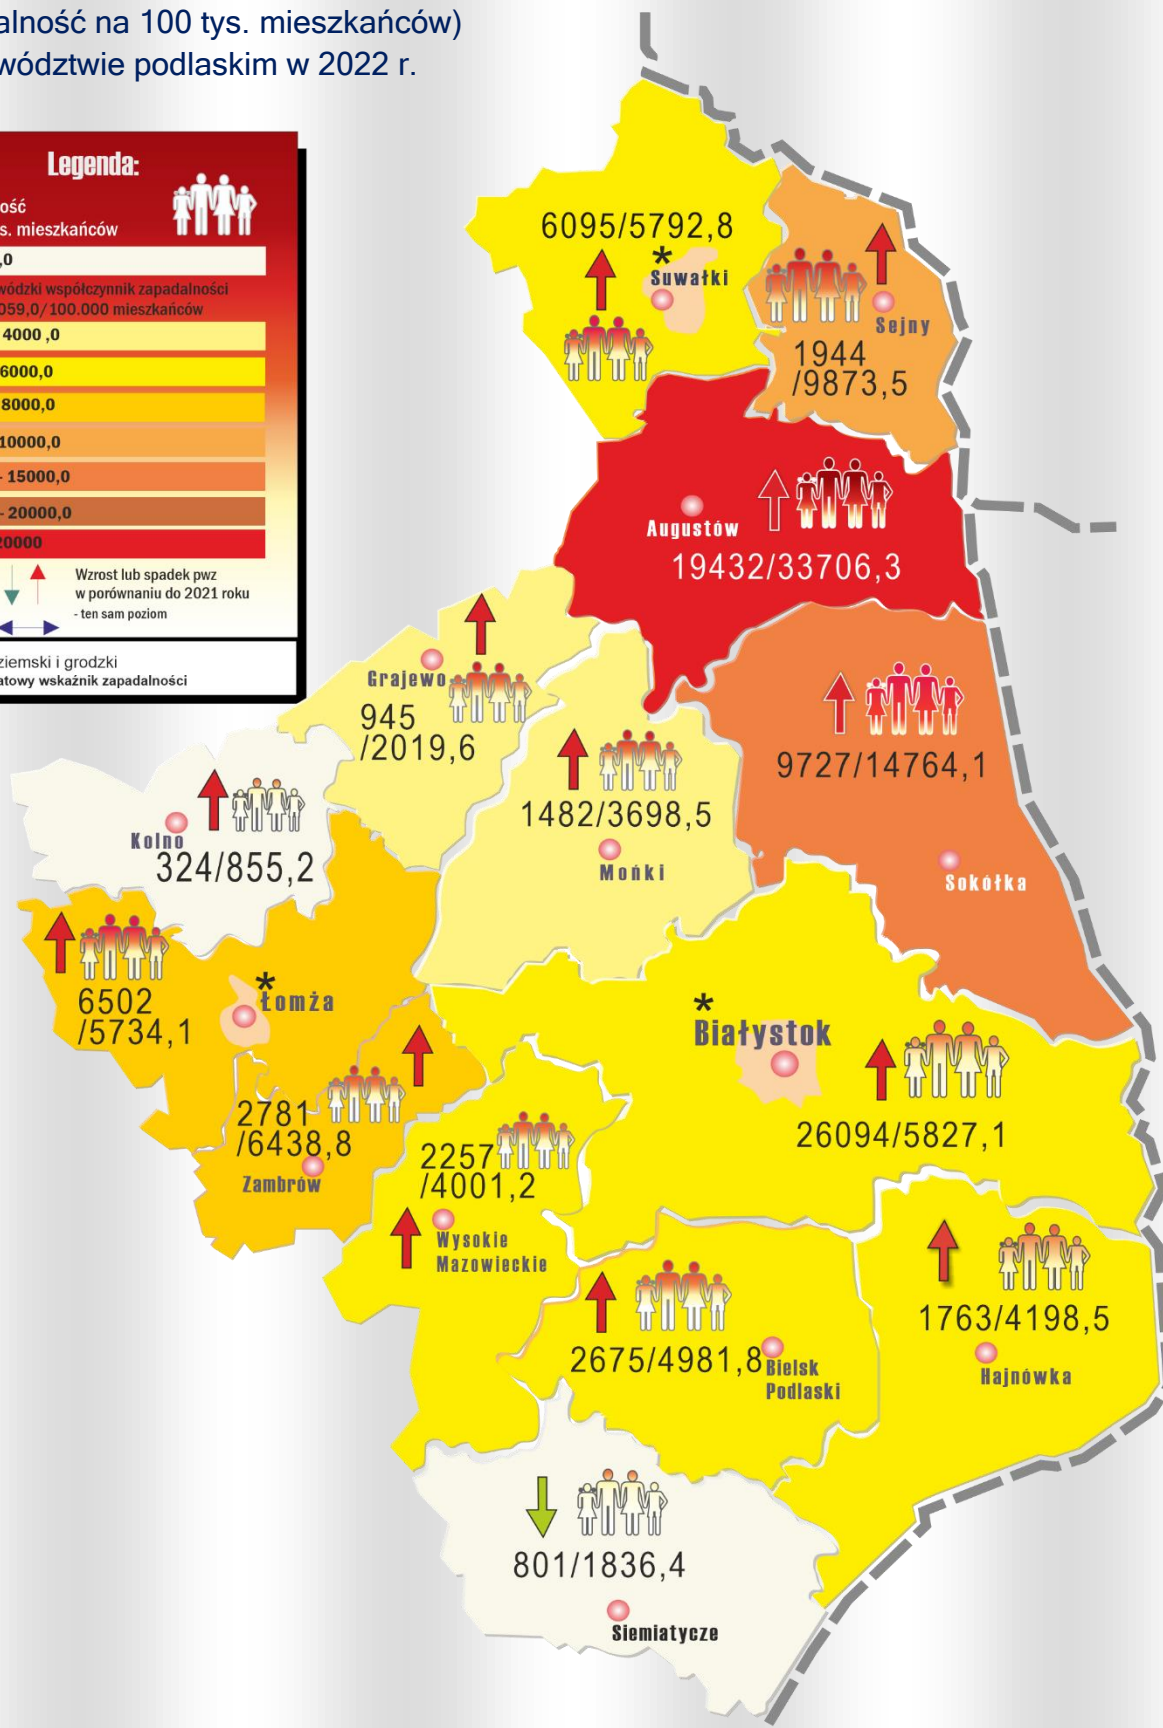 alność na 100 tys. mieszkańców)
wództwie podlaskim w 2022 r.
Legenda:
ość
s. mieszkańców
,0
wódzki współczynnik zapadalności
059,0/100.000 mieszkańców
4000 ,0
6000,0
8000,0
10000,0
- 15000,0
- 20000,0
20000
Wzrost lub spadek pwz
w porównaniu do 2021 roku
- ten sam poziom
ziemski i grodzki
atowy wskaźnik zapadalności
6095/5792,8
*
Suwałki
Sejny
1944
/9873,5
Augustów
19432/33706,3
Grajewo
945
/2019,6
9727/14764,1
Sokółka
1482/3698,5
Mońki
Kolno
324/855,2
6502
/5734,1
*
Łomża
*
Białystok
26094/5827,1
2781
/6438,8
Zambrów
2257
/4001,2
Wysokie
Mazowieckie
2675/4981,8
Bielsk
Podlaski
1763/4198,5
Hajnówka
801/1836,4
Siemiatycze